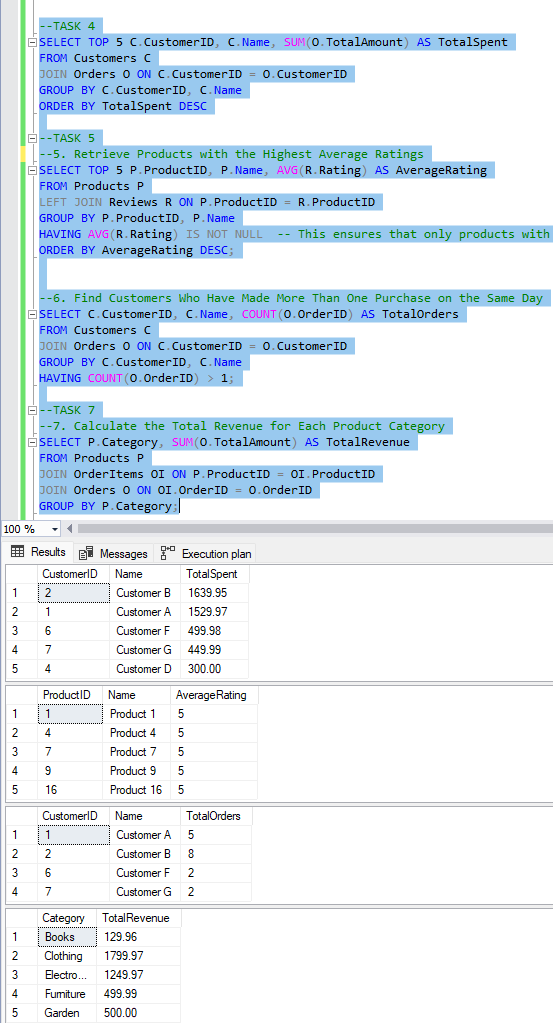 --TASK 4
SELECT TOP 5 C.CustomerID, C.Name, SUM(O.TotalAmount) AS TotalSpent
FROM Customers C
JOIN Orders O ON C.CustomerID = O.CustomerID
GROUP BY C.CustomerID, C.Name
ORDER BY TotalSpent DESC
--TASK 5
--5. Retrieve Products with the Highest Average Ratings
SELECT TOP 5 P.ProductID, P.Name, AVG(R.Rating) AS AverageRating
FROM Products P
LEFT JOIN Reviews R ON P.ProductID = R.ProductID
GROUP BY P.ProductID, P.Name
HAVING AVG(R.Rating) IS NOT NULL -- This ensures that only products with
ORDER BY AverageRating DESC;
--6. Find Customers Who Have Made More Than One Purchase on the Same Day
SELECT C.CustomerID, C.Name, COUNT(O.OrderID) AS TotalOrders
FROM Customers C
JOIN Orders O ON C.CustomerID = O.CustomerID
GROUP BY C.CustomerID, C.Name
HAVING COUNT(O.OrderID) > 1;
--TASK 7
--7. Calculate the Total Revenue for Each Product Category
SELECT P.Category, SUM(O.TotalAmount) AS TotalRevenue
FROM Products P
JOIN OrderItems OI ON P.ProductID = OI.ProductID
JOIN Orders O ON OI.OrderID = O.OrderID
GROUP BY P.Category;
100 %
Results Messages Execution plan
CustomerID Name TotalSpent
1 2 Customer B 1639.95
2 1 Customer A 1529.97
3 6 Customer F 499.98
4 7 Customer G 449.99
5 4 Customer D 300.00
ProductID Name AverageRating
1 1 Product 1 5
2 4 Product 4 5
3 7 Product 7 5
4 9 Product 9 5
5 16 Product 16 5
CustomerID Name TotalOrders
1 1 Customer A 5
2 2 Customer B 8
3 6 Customer F 2
4 7 Customer G 2
Category TotalRevenue
1 Books 129.96
2 Clothing 1799.97
3 Electro... 1249.97
4 Furniture 499.99
5 Garden 500.00